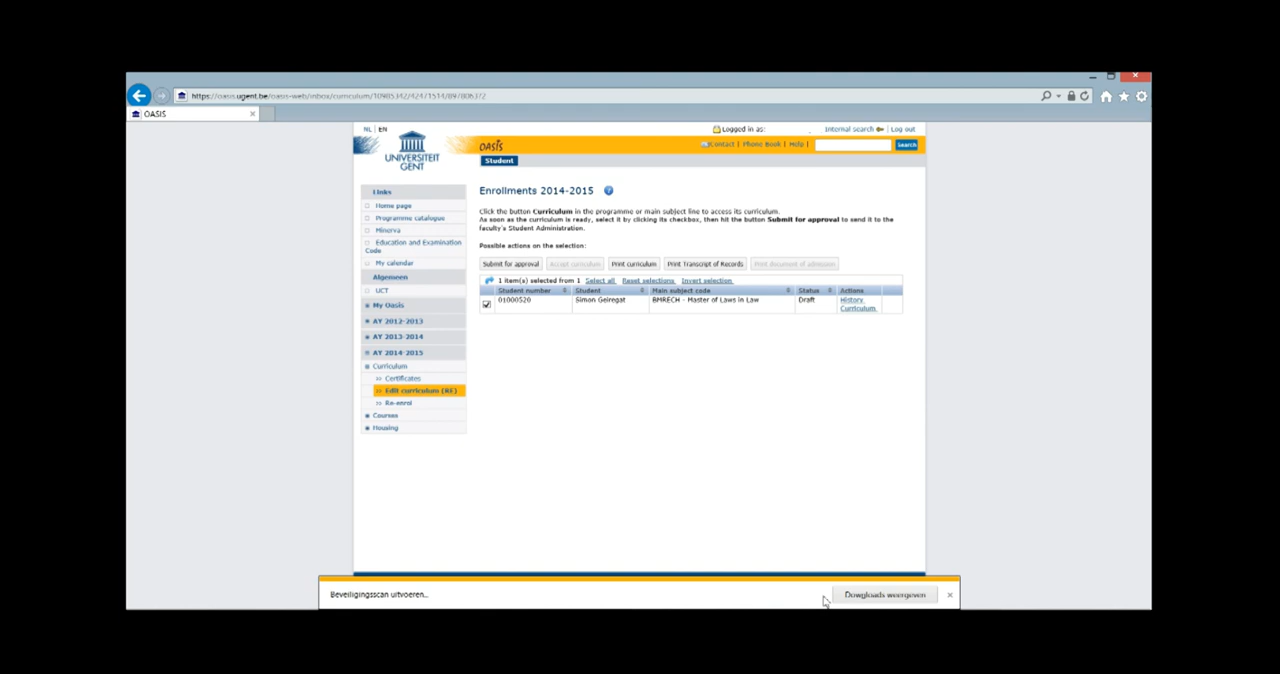 https://oasis.ugent.be/oasis-web/inbox/curriculum/10985342/42471514/897806372
OASIS
NL | EN
Logged in as:
Internal search
Log out
UNIVERSITEIT
GENT
OASIS
Contact | Phone Book | Help |
Search
Student
Links
Home page
Programme catalogue
Minerva
Education and Examination
Code
My calendar
Algemeen
UCT
My Oasis
AY 2012-2013
AY 2013-2014
AY 2014-2015
Curriculum
>> Certificates
>> Edit curriculum (RE)
>> Re-enrol
Courses
Housing
Enrollments 2014-2015
Click the button Curriculum in the programme or main subject line to access its curriculum.
As soon as the curriculum is ready, select it by clicking its checkbox, then hit the button Submit for approval to send it to the
faculty's Student Administration.
Possible actions on the selection:
Submit for approval
Accept curriculum
Print curriculum
Print Transcript of Records
Print document of admission
1 item(s) selected from 1 Select all Reset selections Invert selection
Student number Student Main subject code Status Actions
01000520 Simon Geiregat BMRECH - Master of Laws in Law Draft History
Curriculum
Beveiligingsscan uitvoeren...
Downloads weergeven